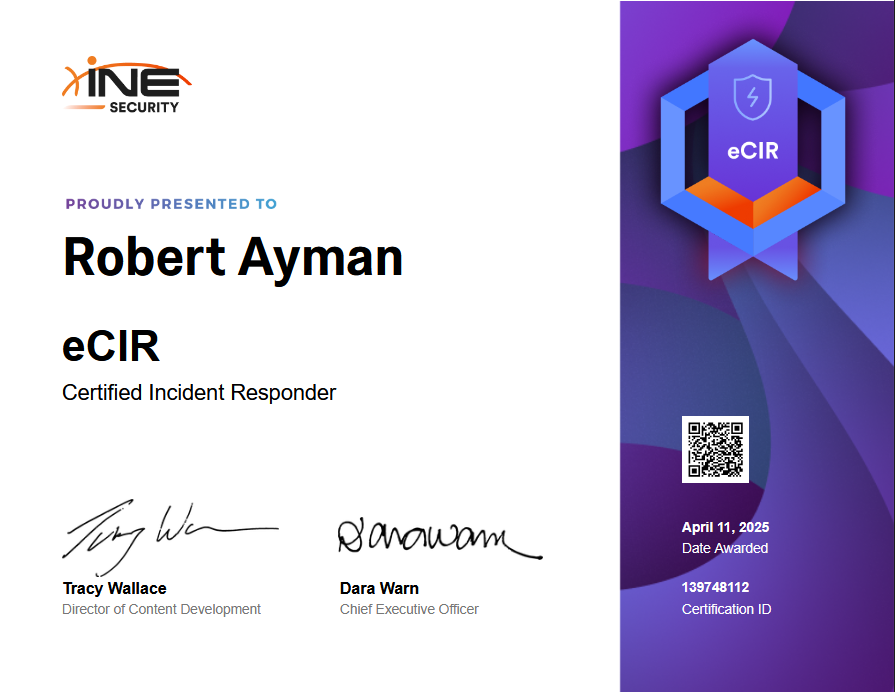 INE
SECURITY
PROUDLY PRESENTED TO
Robert Ayman
eCIR
Certified Incident Responder
Tracy Wallace
Director of Content Development
Dara Warn
Chief Executive Officer
eCIR
April 11, 2025
Date Awarded
139748112
Certification ID